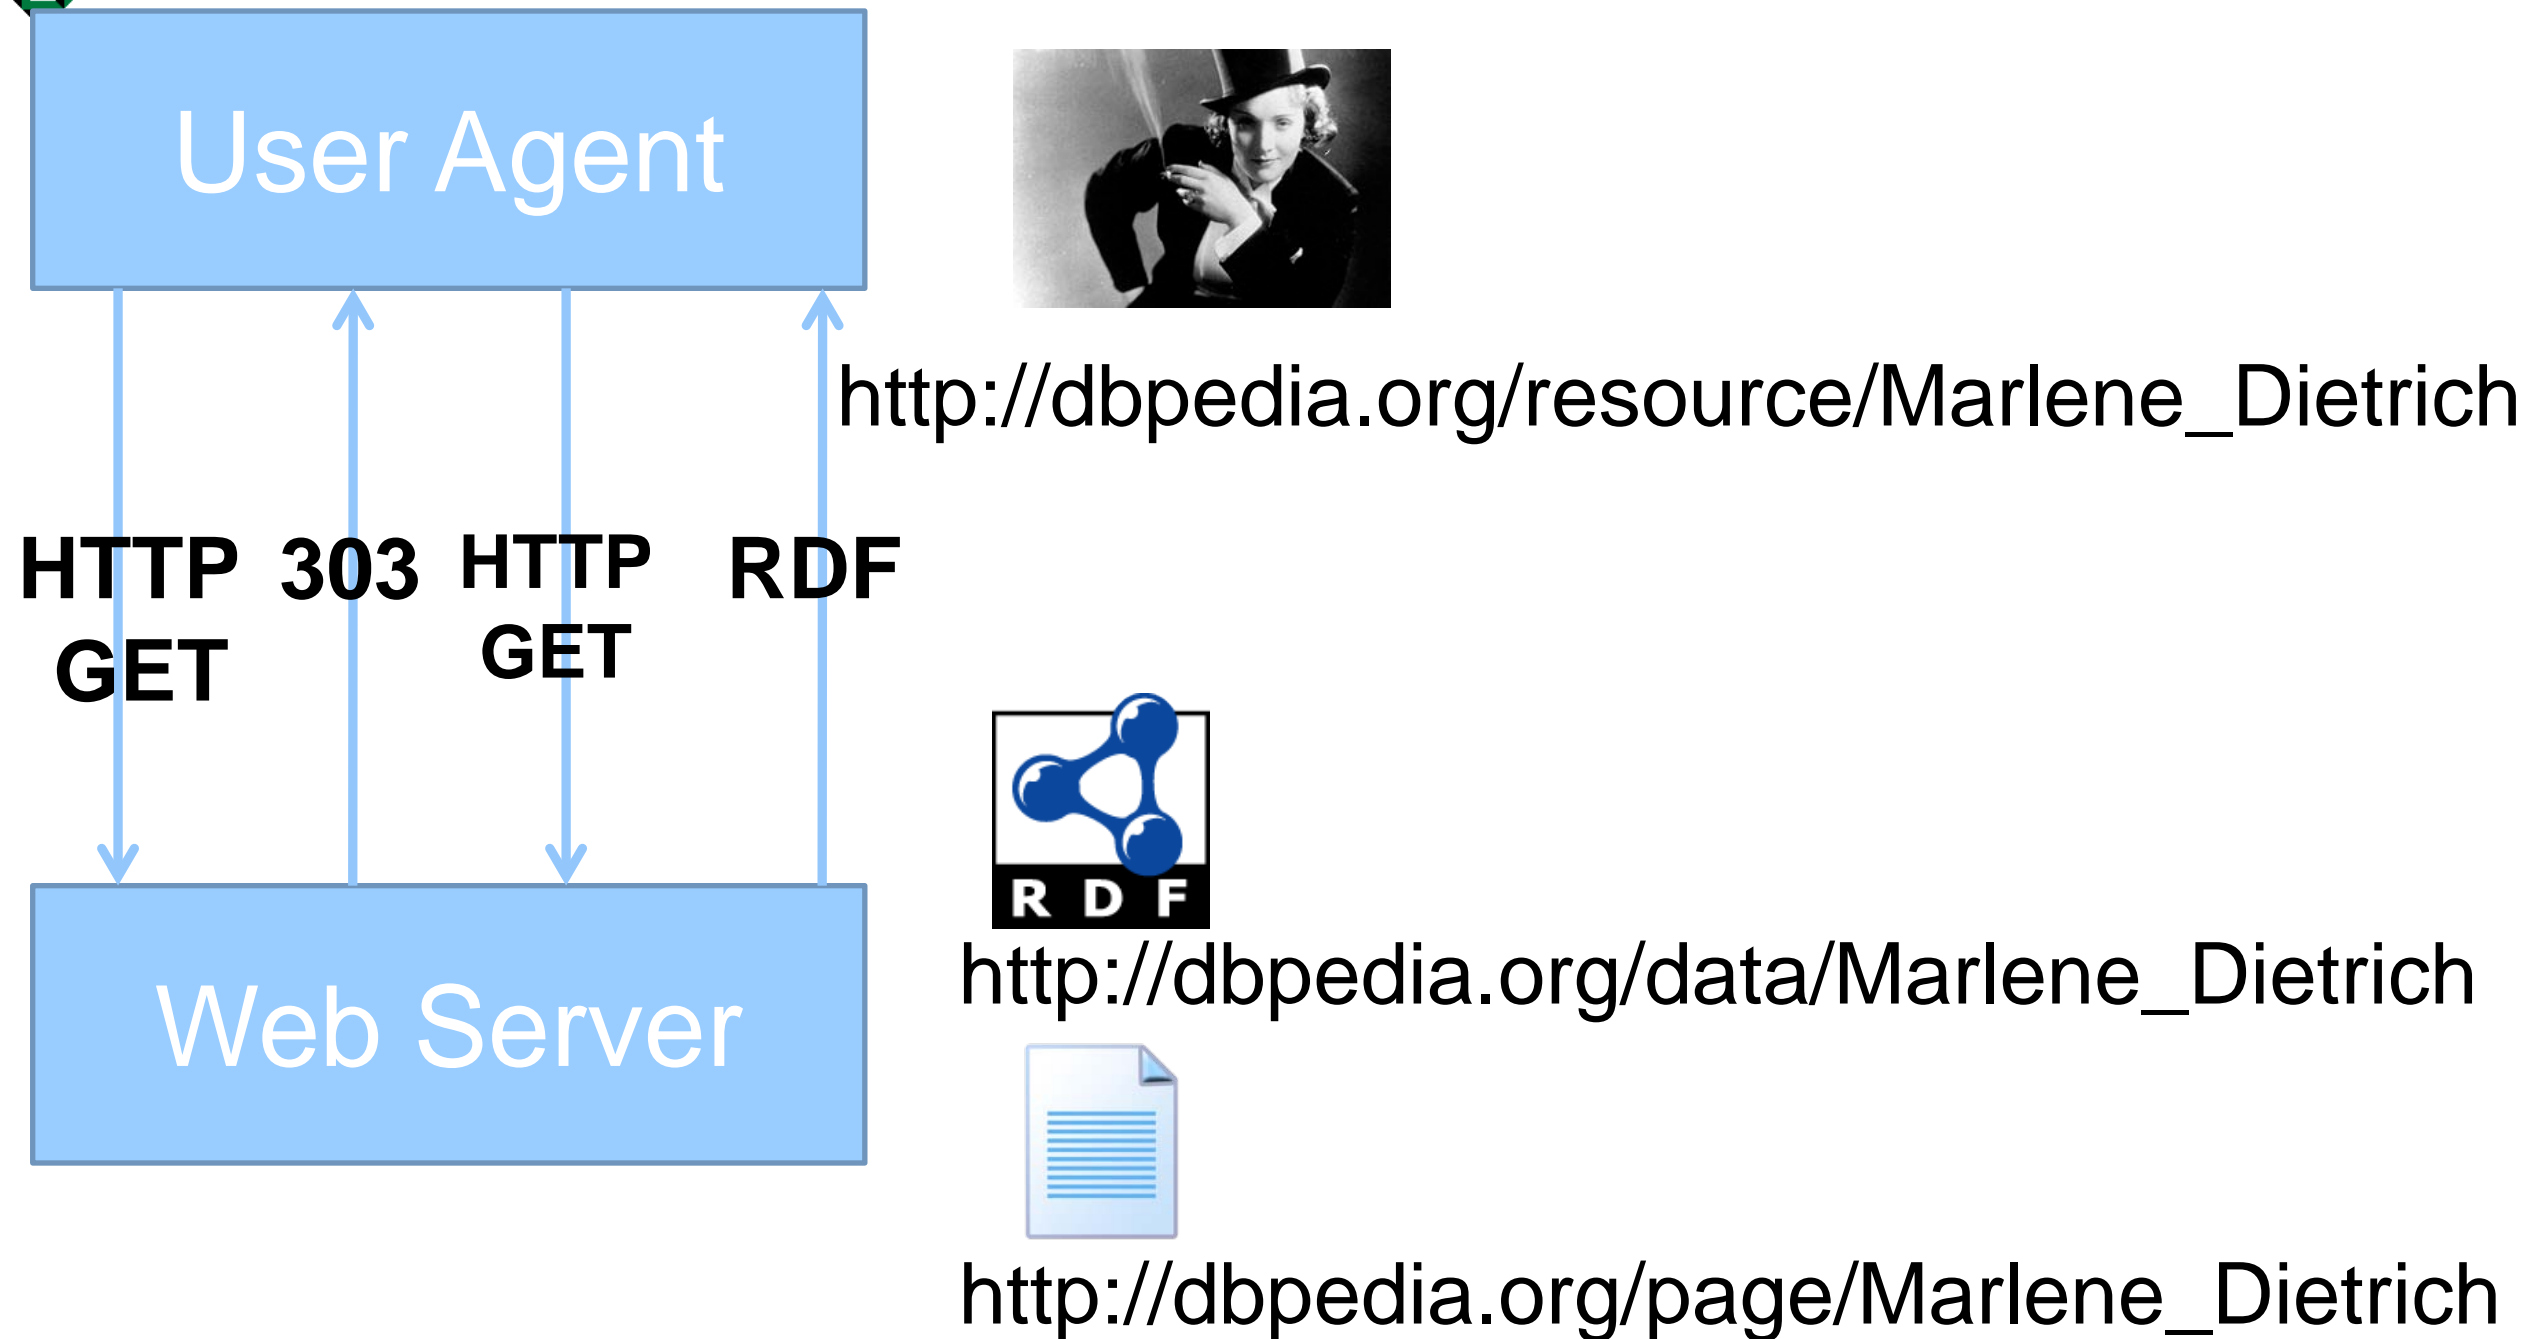 User Agent
http://dbpedia.org/resource/Marlene_Dietrich
HTTP
GET
303
HTTP
GET
RDF
R D F
http://dbpedia.org/data/Marlene_Dietrich
Web Server
http://dbpedia.org/page/Marlene_Dietrich